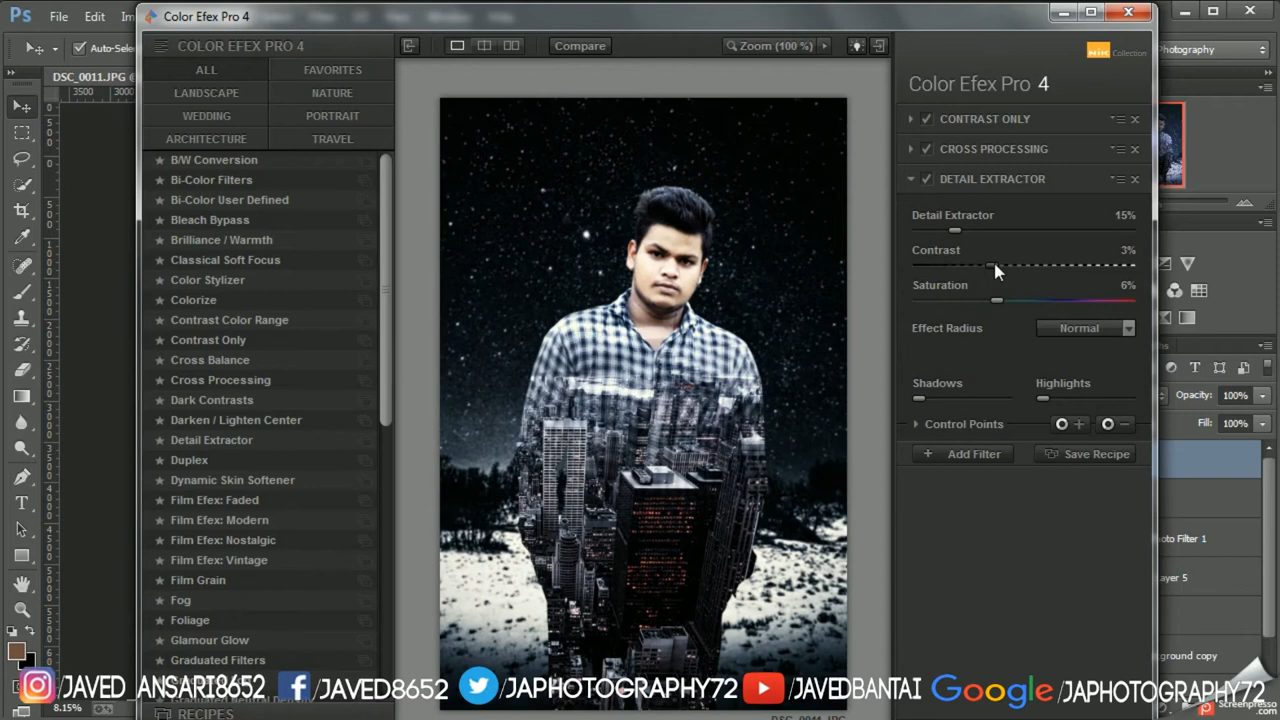 Ps File Edit Im
Color Efex Pro 4
Auto-Sele
Photography
DSC_0011.JPG @
3500 3000
COLOR EFEX PRO 4
Compare
Zoom (100 %)
Nik Collection
ALL FAVORITES
LANDSCAPE NATURE
WEDDING PORTRAIT
ARCHITECTURE TRAVEL
B/W Conversion
Bi-Color Filters
Bi-Color User Defined
Bleach Bypass
Brilliance / Warmth
Classical Soft Focus
Color Stylizer
Colorize
Contrast Color Range
Contrast Only
Cross Balance
Cross Processing
Dark Contrasts
Darken / Lighten Center
Detail Extractor
Duplex
Dynamic Skin Softener
Film Efex: Faded
Film Efex: Modern
Film Efex: Nostalgic
Film Efex: Vintage
Film Grain
Fog
Foliage
Glamour Glow
Graduated Filters
RECIPES
Color Efex Pro 4
CONTRAST ONLY
CROSS PROCESSING
DETAIL EXTRACTOR
Detail Extractor 15%
Contrast 3%
Saturation 6%
Effect Radius Normal
Shadows Highlights
Control Points
Add Filter Save Recipe
Opacity: 100%
Fill: 100%
oto Filter 1
ayer 5
ground copy
/JAVED_ANSARI8652 /JAVED8652 /JAPHOTOGRAPHY72 /JAVEDBANTAI Google /JAPHOTOGRAPHY72
8.15%
DSC_0011.JPG
Screenpresso
.com